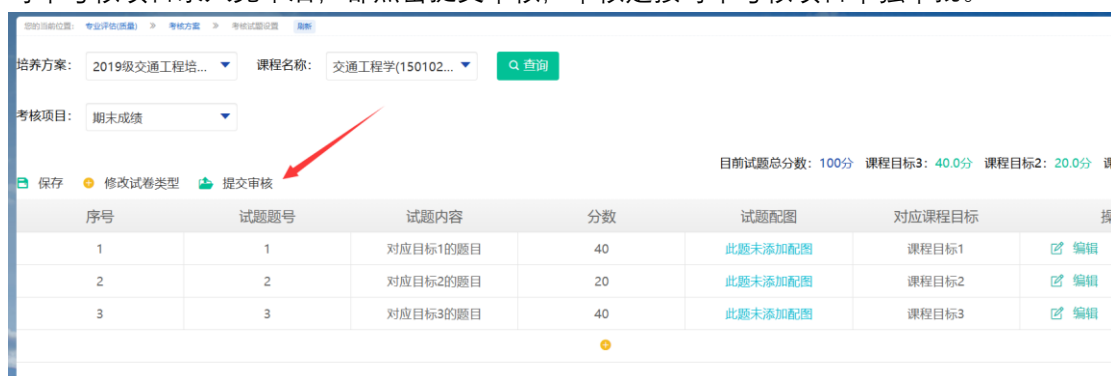 您的当前位置: 专业评估(质量) » 考核方案 » 考核试题设置 刷新
培养方案: 2019级交通工程培... 课程名称: 交通工程学(150102... 查询
考核项目: 期末成绩
目前试题总分数: 100分 课程目标3: 40.0分 课程目标2: 20.0分
保存 修改试卷类型 提交审核
序号 试题题号 试题内容 分数 试题配图 对应课程目标
1 1 对应目标1的题目 40 此题未添加配图 课程目标1 编辑
2 2 对应目标2的题目 20 此题未添加配图 课程目标2 编辑
3 3 对应目标3的题目 40 此题未添加配图 课程目标3 编辑